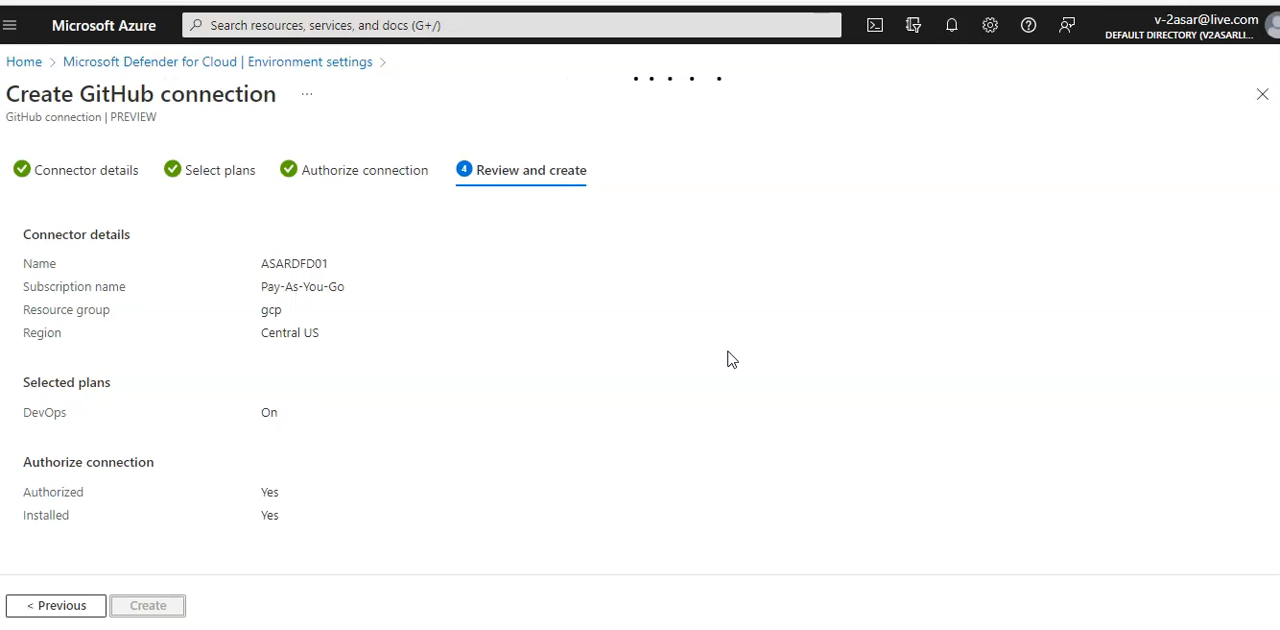 Microsoft Azure
Search resources, services, and docs (G+/)
v-2asar@live.com
DEFAULT DIRECTORY (V2ASARLI...
Home > Microsoft Defender for Cloud | Environment settings >
Create GitHub connection ...
GitHub connection | PREVIEW
Connector details Select plans Authorize connection 4 Review and create
Connector details
Name ASARDFD01
Subscription name Pay-As-You-Go
Resource group gcp
Region Central US
Selected plans
DevOps On
Authorize connection
Authorized Yes
Installed Yes
< Previous Create